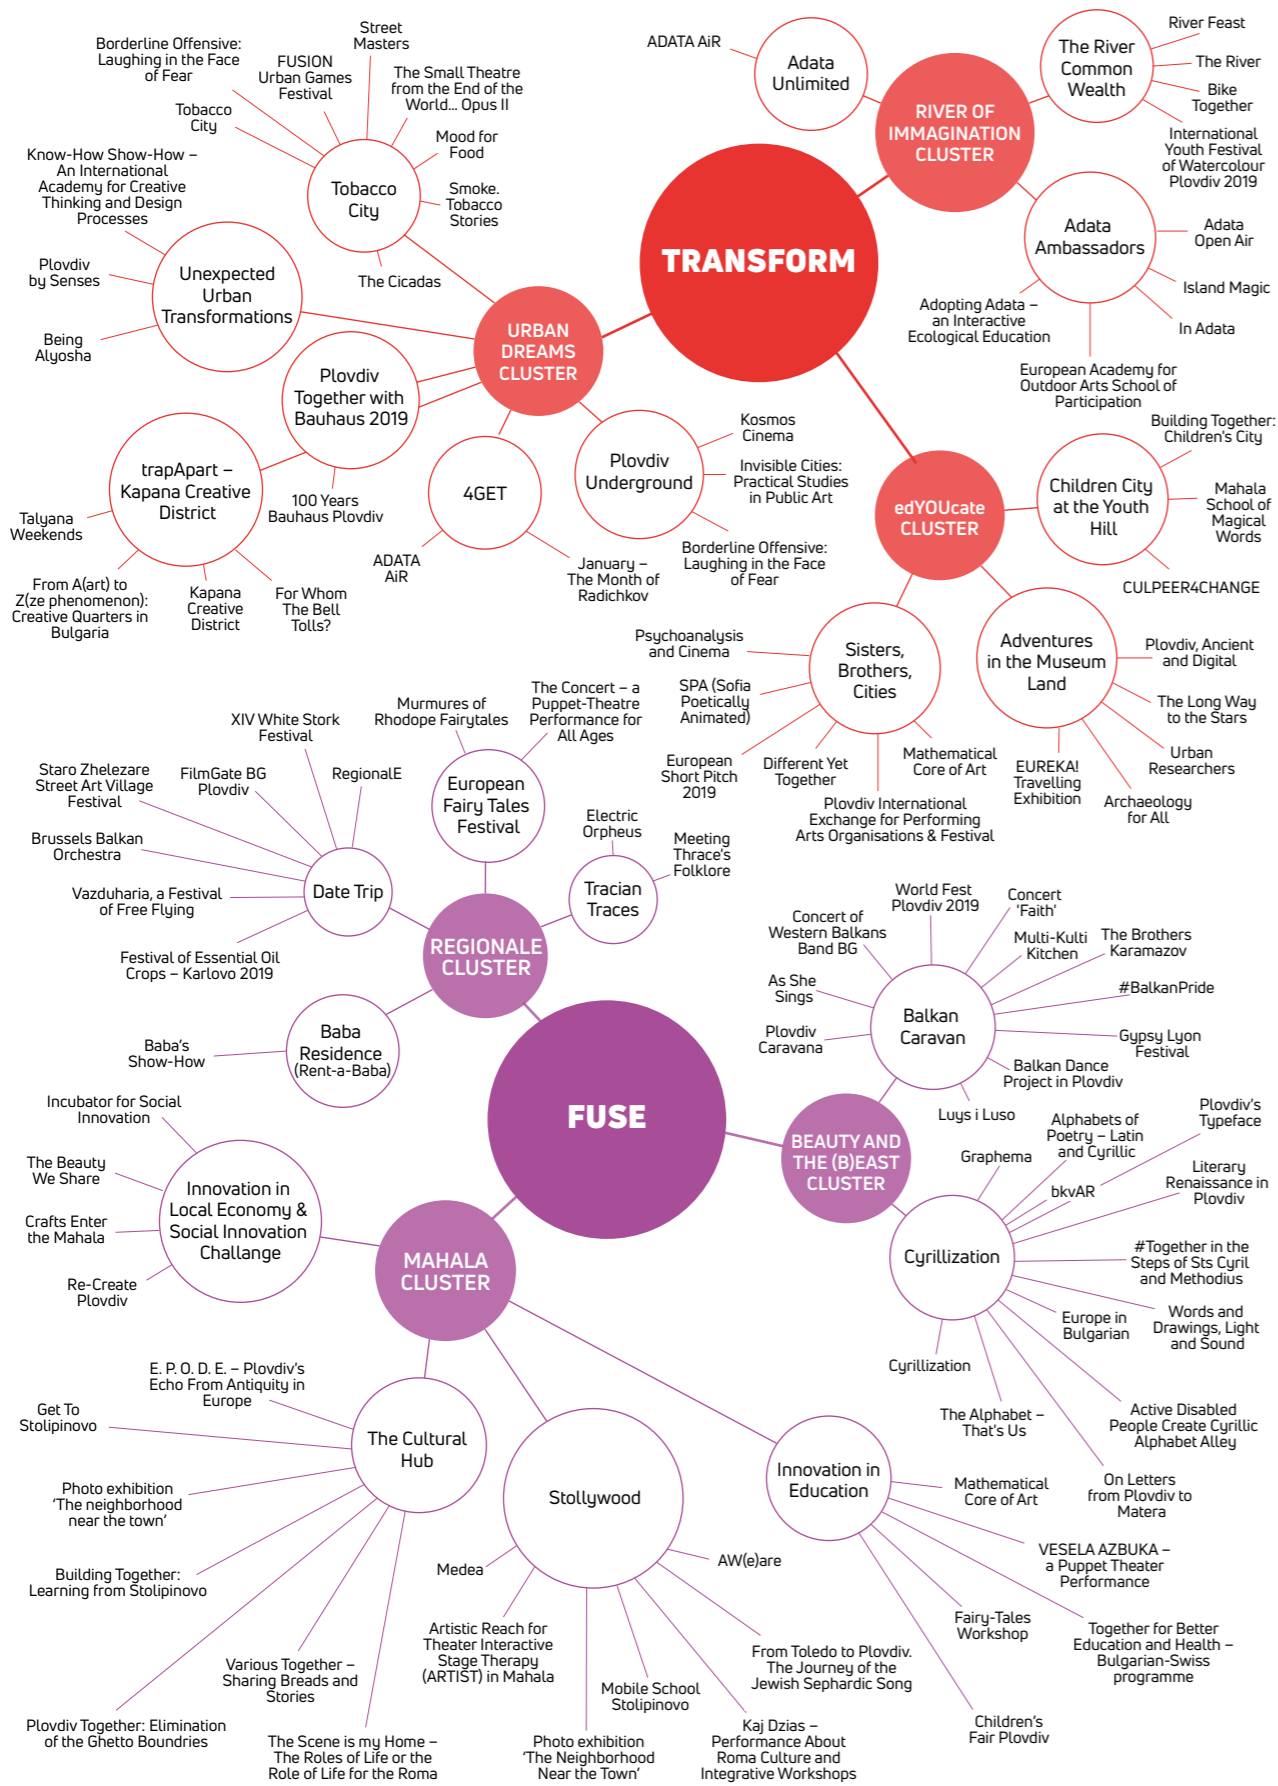 Street
Masters
Borderline Offensive:
Laughing in the Face
of Fear
FUSION
Urban Games
Festival
The Small Theatre
from the End of the
World... Opus II
Tobacco
City
Mood for
Food
Know-How Show-How –
An International
Academy for Creative
Thinking and Design
Processes
Tobacco
City
Smoke.
Tobacco
Stories
Plovdiv
by Senses
Unexpected
Urban
Transformations
The Cicadas
Being
Alyosha
URBAN
DREAMS
CLUSTER
Plovdiv
Together with
Bauhaus 2019
trapApart –
Kapana Creative
District
100 Years
Bauhaus Plovdiv
Talyana
Weekends
From A(art) to
Z(ze phenomenon):
Creative Quarters in
Bulgaria
Kapana
Creative
District
For Whom
The Bell
Tolls?
4GET
ADATA
AiR
January –
The Month of
Radichkov
Plovdiv
Underground
Kosmos
Cinema
Invisible Cities:
Practical Studies
in Public Art
Borderline Offensive:
Laughing in the Face
of Fear
TRANSFORM
ADATA AiR
Adata
Unlimited
RIVER OF
IMMAGINATION
CLUSTER
The River
Common
Wealth
River Feast
The River
Bike
Together
International
Youth Festival
of Watercolour
Plovdiv 2019
Adata
Ambassadors
Adata
Open Air
Island Magic
In Adata
Adopting Adata –
an Interactive
Ecological Education
European Academy for
Outdoor Arts School of
Participation
edYOUcate
CLUSTER
Children City
at the Youth
Hill
Building Together:
Children's City
Mahala
School of
Magical
Words
CULPEER4CHANGE
Sisters,
Brothers,
Cities
Psychoanalysis
and Cinema
SPA (Sofia
Poetically
Animated)
European
Short Pitch
2019
Different Yet
Together
Plovdiv International
Exchange for Performing
Arts Organisations & Festival
Mathematical
Core of Art
Adventures
in the Museum
Land
Plovdiv, Ancient
and Digital
The Long Way
to the Stars
Urban
Researchers
EUREKA!
Travelling
Exhibition
Archaeology
for All
FUSE
REGIONALE
CLUSTER
European
Fairy Tales
Festival
Murmures of
Rhodope Fairytales
The Concert – a
Puppet-Theatre
Performance for
All Ages
Tracian
Traces
Electric
Orpheus
Meeting
Thrace's
Folklore
Date Trip
XIV White Stork
Festival
RegionalE
FilmGate BG
Plovdiv
Staro Zhelezare
Street Art Village
Festival
Brussels Balkan
Orchestra
Vazduharia, a Festival
of Free Flying
Festival of Essential Oil
Crops – Karlovo 2019
Baba
Residence
(Rent-a-Baba)
Baba's
Show-How
BEAUTY AND
THE (B)EAST
CLUSTER
Balkan
Caravan
World Fest
Plovdiv 2019
Concert
'Faith'
Concert of
Western Balkans
Band BG
Multi-Kulti
Kitchen
The Brothers
Karamazov
As She
Sings
#BalkanPride
Plovdiv
Caravana
Gypsy Lyon
Festival
Balkan Dance
Project in Plovdiv
Luys i Luso
Cyrillization
Graphema
Alphabets of
Poetry – Latin
and Cyrillic
Plovdiv's
Typeface
bkvAR
Literary
Renaissance in
Plovdiv
#Together in the
Steps of Sts Cyril
and Methodius
Words and
Drawings, Light
and Sound
Europe in
Bulgarian
Active Disabled
People Create Cyrillic
Alphabet Alley
On Letters
from Plovdiv to
Matera
The Alphabet –
That's Us
Cyrillization
MAHALA
CLUSTER
Innovation in
Local Economy &
Social Innovation
Challange
Incubator for Social
Innovation
The Beauty
We Share
Crafts Enter
the Mahala
Re-Create
Plovdiv
The Cultural
Hub
E. P. O. D. E. – Plovdiv's
Echo From Antiquity in
Europe
Get To
Stolipinovo
Photo exhibition
'The neighborhood
near the town'
Building Together:
Learning from Stolipinovo
Plovdiv Together: Elimination
of the Ghetto Boundries
Various Together –
Sharing Breads and
Stories
The Scene is my Home –
The Roles of Life or the
Role of Life for the Roma
Stollywood
Medea
Artistic Reach for
Theater Interactive
Stage Therapy
(ARTIST) in Mahala
Photo exhibition
'The Neighborhood
Near the Town'
Mobile School
Stolipinovo
Kaj Dzias –
Performance About
Roma Culture and
Integrative Workshops
From Toledo to Plovdiv.
The Journey of the
Jewish Sephardic Song
AW(e)are
Innovation in
Education
Mathematical
Core of Art
VESELA AZBUKA –
a Puppet Theater
Performance
Together for Better
Education and Health –
Bulgarian-Swiss
programme
Fairy-Tales
Workshop
Children's
Fair Plovdiv